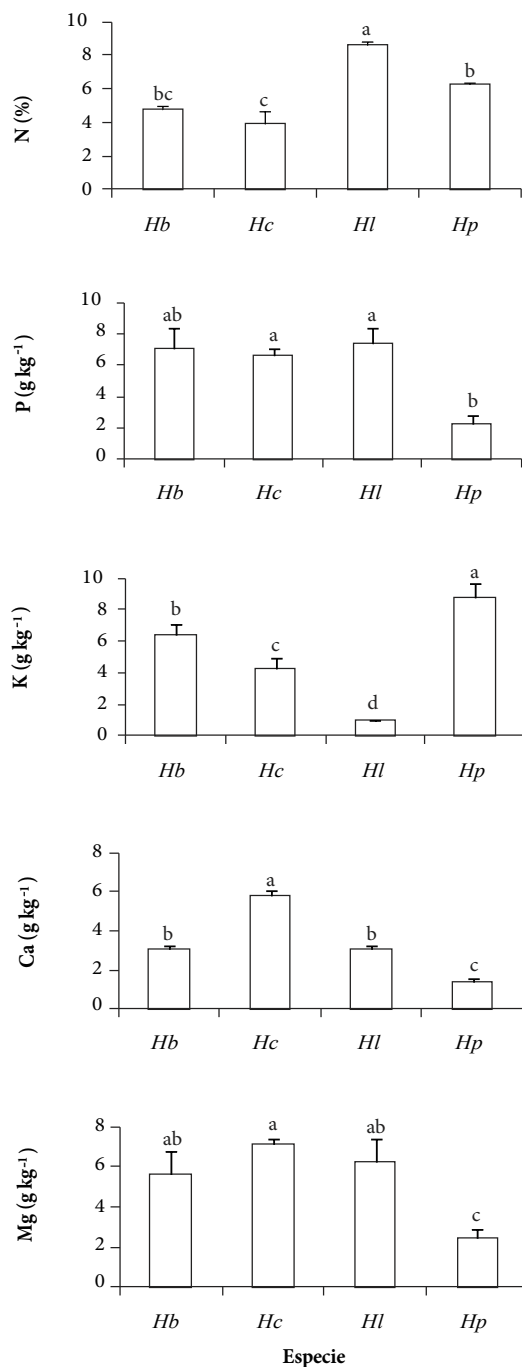 10
8
6
4
2
0
N (%)
bc
c
a
b
Hb Hc Hl Hp
10
8
6
4
2
0
P (g kg⁻¹)
ab
a
a
b
Hb Hc Hl Hp
10
8
6
4
2
0
K (g kg⁻¹)
b
c
d
a
Hb Hc Hl Hp
8
6
4
2
0
Ca (g kg⁻¹)
b
a
b
c
Hb Hc Hl Hp
8
6
4
2
0
Mg (g kg⁻¹)
ab
a
ab
c
Hb Hc Hl Hp
Especie